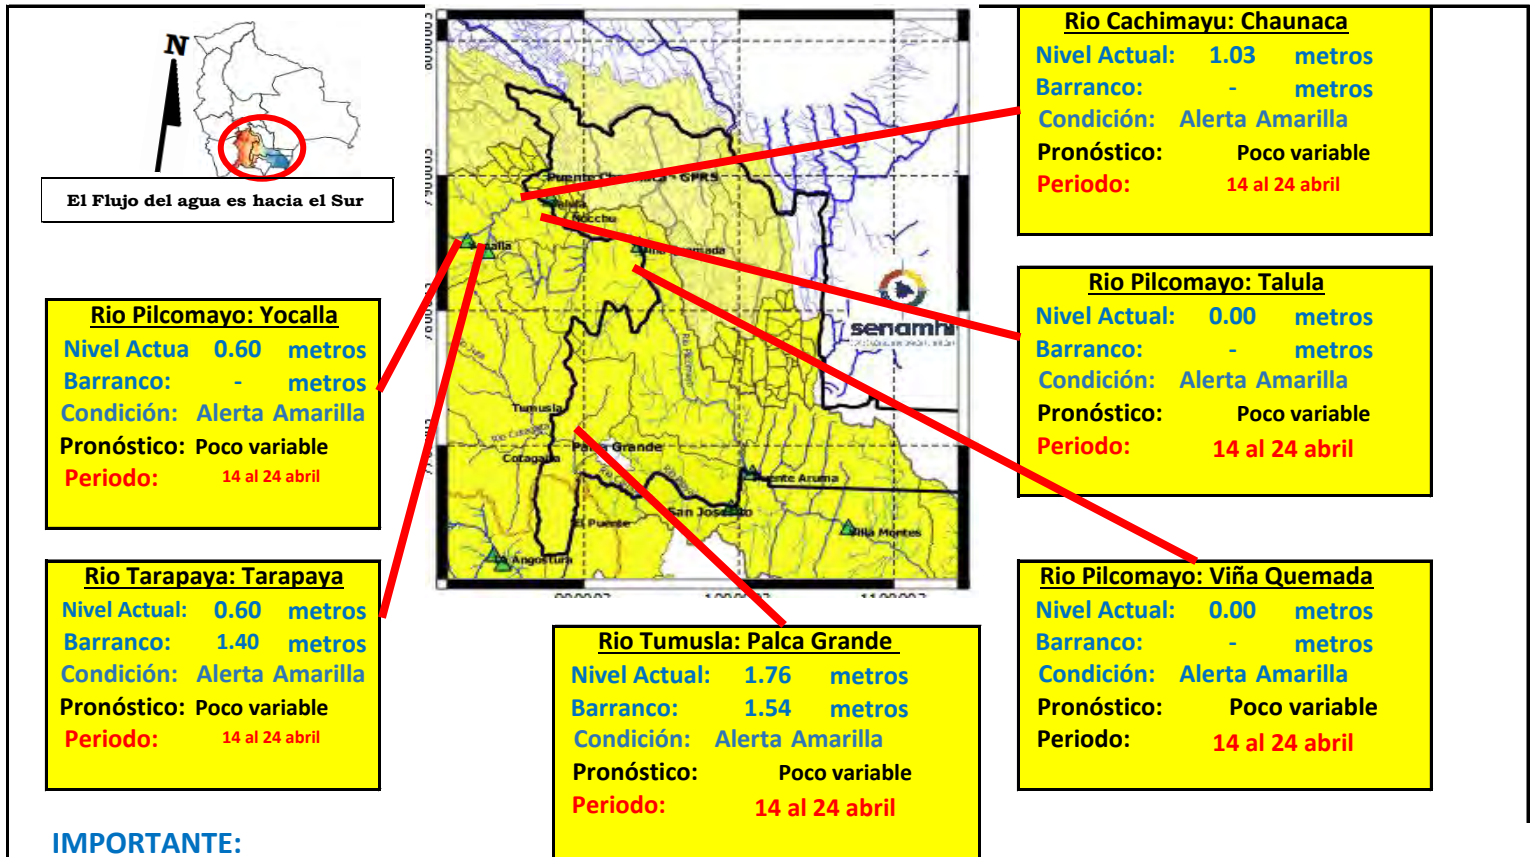 N
El Flujo del agua es hacia el Sur
Rio Cachimayu: Chaunaca
Nivel Actual: 1.03 metros
Barranco: - metros
Condición: Alerta Amarilla
Pronóstico: Poco variable
Periodo: 14 al 24 abril
Rio Pilcomayo: Talula
Nivel Actual: 0.00 metros
Barranco: - metros
Condición: Alerta Amarilla
Pronóstico: Poco variable
Periodo: 14 al 24 abril
Rio Pilcomayo: Yocalla
Nivel Actua 0.60 metros
Barranco: - metros
Condición: Alerta Amarilla
Pronóstico: Poco variable
Periodo: 14 al 24 abril
Rio Tarapaya: Tarapaya
Nivel Actual: 0.60 metros
Barranco: 1.40 metros
Condición: Alerta Amarilla
Pronóstico: Poco variable
Periodo: 14 al 24 abril
Rio Tumusla: Palca Grande
Nivel Actual: 1.76 metros
Barranco: 1.54 metros
Condición: Alerta Amarilla
Pronóstico: Poco variable
Periodo: 14 al 24 abril
Rio Pilcomayo: Viña Quemada
Nivel Actual: 0.00 metros
Barranco: - metros
Condición: Alerta Amarilla
Pronóstico: Poco variable
Periodo: 14 al 24 abril
Puente - GPRS
Talula
Nocchu
senamhi
Tumusla
Palca Grande
Cotagaita
Puente Aruma
San Josecito
El Puente
Villa Montes
Angostura
IMPORTANTE: